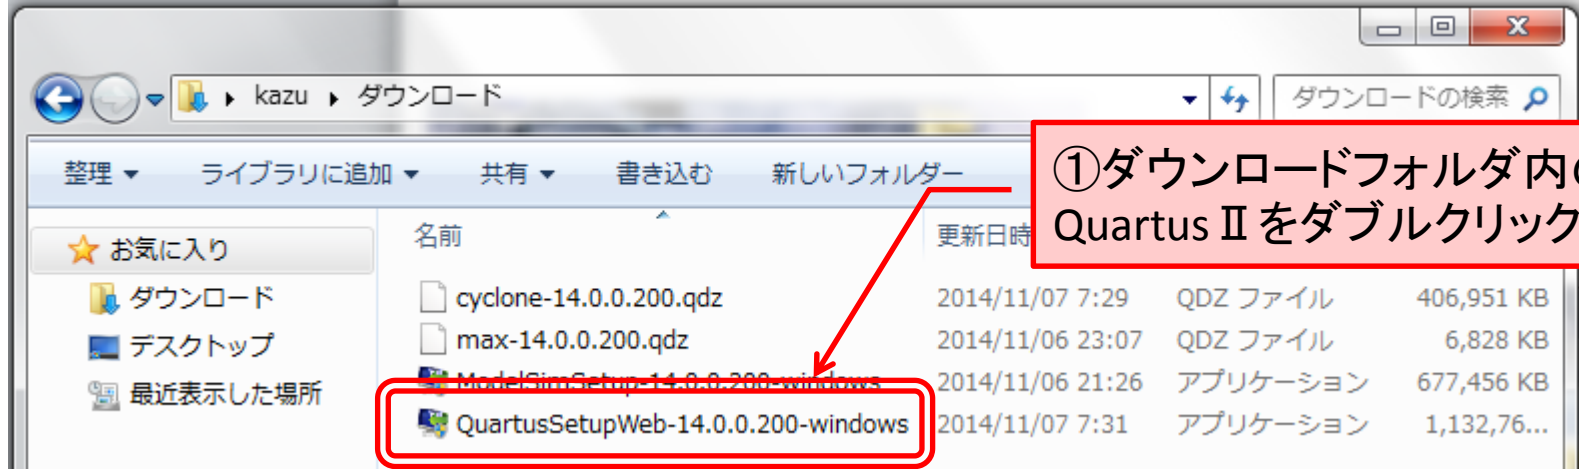 kazu ダウンロード ダウンロードの検索
整理 ライブラリに追加 共有 書き込む 新しいフォルダー
①ダウンロードフォルダ内の
QuartusⅡをダブルクリック
名前 更新日時
お気に入り
ダウンロード
デスクトップ
最近表示した場所
cyclone-14.0.0.200.qdz 2014/11/07 7:29 QDZ ファイル 406,951 KB
max-14.0.0.200.qdz 2014/11/06 23:07 QDZ ファイル 6,828 KB
ModelSimSetup-14.0.0.200-windows 2014/11/06 21:26 アプリケーション 677,456 KB
QuartusSetupWeb-14.0.0.200-windows 2014/11/07 7:31 アプリケーション 1,132,76...